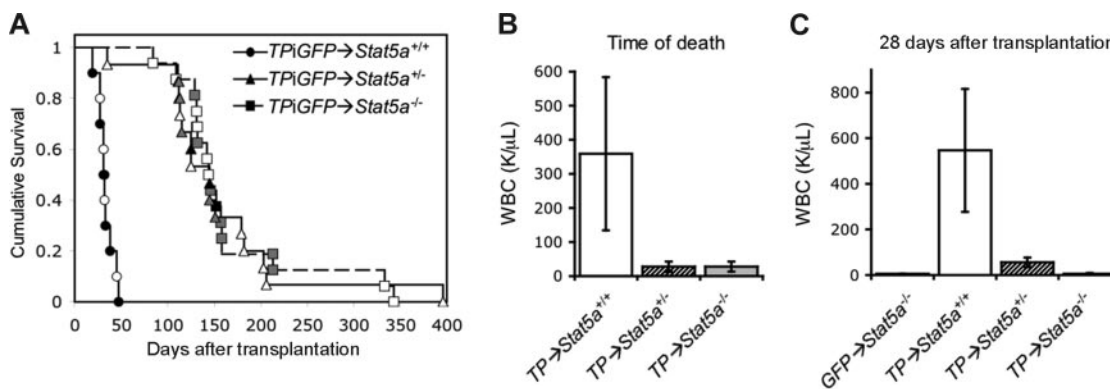 A
TPiGFP→Stat5a+/+
TPiGFP→Stat5a+/-
TPiGFP→Stat5a-/-
Cumulative Survival
1
0.8
0.6
0.4
0.2
0
0 50 100 150 200 250 300 350 400
Days after transplantation
B
Time of death
WBC (K/μL)
600
500
400
300
200
100
0
TP→Stat5a+/+
TP→Stat5a+/-
TP→Stat5a-/-
C
28 days after transplantation
WBC (K/μL)
800
600
400
200
0
GFP→Stat5a-/-
TP→Stat5a+/+
TP→Stat5a+/-
TP→Stat5a-/-